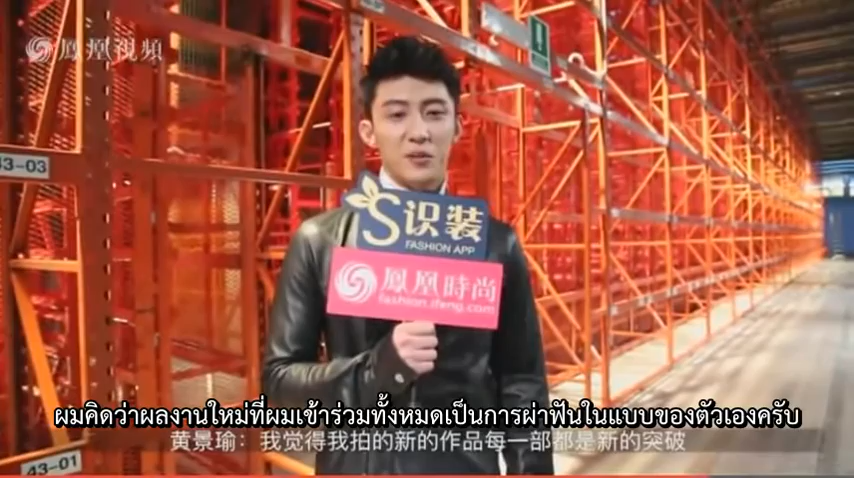 鳳凰視頻
43-03
S识装
FASHION APP
鳳凰時尚
fashion.ifeng.com
ผมคิดว่าผลงานใหม่ที่ผมเข้าร่วมทั้งหมดเป็นการผ่าฟันในแบบของตัวเองครับ
黄景瑜：我觉得我拍的新的作品每一部都是新的突破
43-01